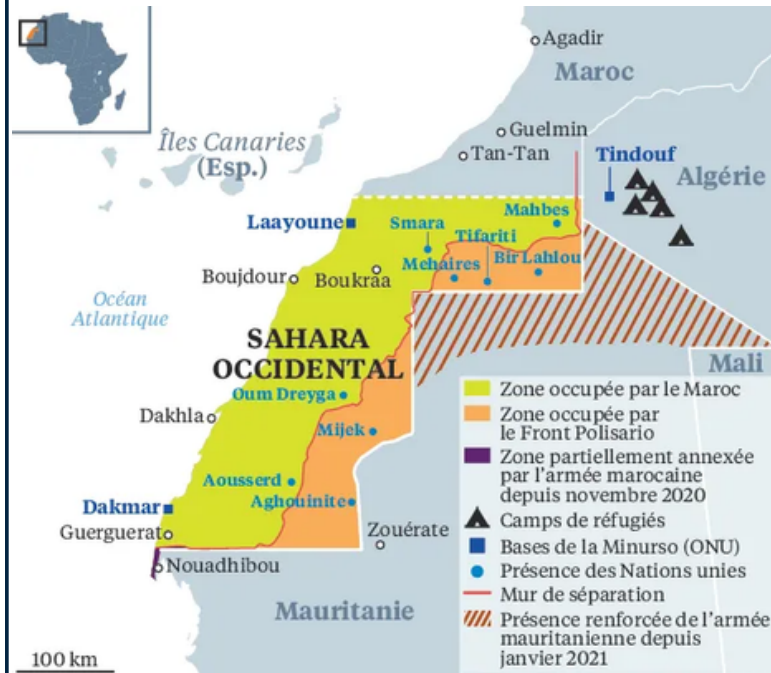 Agadir
Maroc
Guelmin
Tan-Tan
Îles Canaries
(Esp.)
Tindouf
Algérie
Laayoune
Smara
Mahbes
Tifariti
Mehaires
Bir Lahlou
Boujdour
Boukraa
Océan
Atlantique
SAHARA
OCCIDENTAL
Oum Dreyga
Mali
Dakhla
Mijek
Aousserd
Aghouinite
Dakmar
Guerguerat
Zouérate
Nouadhibou
Mauritanie
100 km
Zone occupée par le Maroc
Zone occupée par
le Front Polisario
Zone partiellement annexée
par l'armée marocaine
depuis novembre 2020
Camps de réfugiés
Bases de la Minurso (ONU)
Présence des Nations unies
Mur de séparation
Présence renforcée de l'armée
mauritanienne depuis
janvier 2021